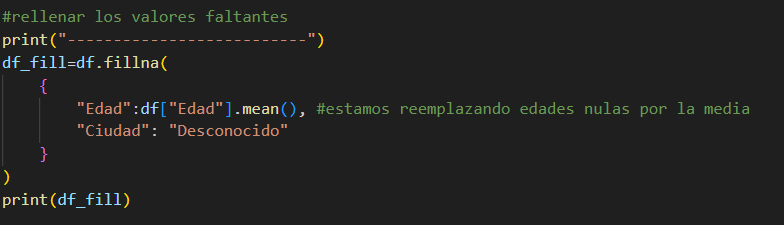 #rellenar los valores faltantes
print("--------------------------")
df_fill=df.fillna(
    {
        "Edad":df["Edad"].mean(), #estamos reemplazando edades nulas por la media
        "Ciudad": "Desconocido"
    }
)
print(df_fill)